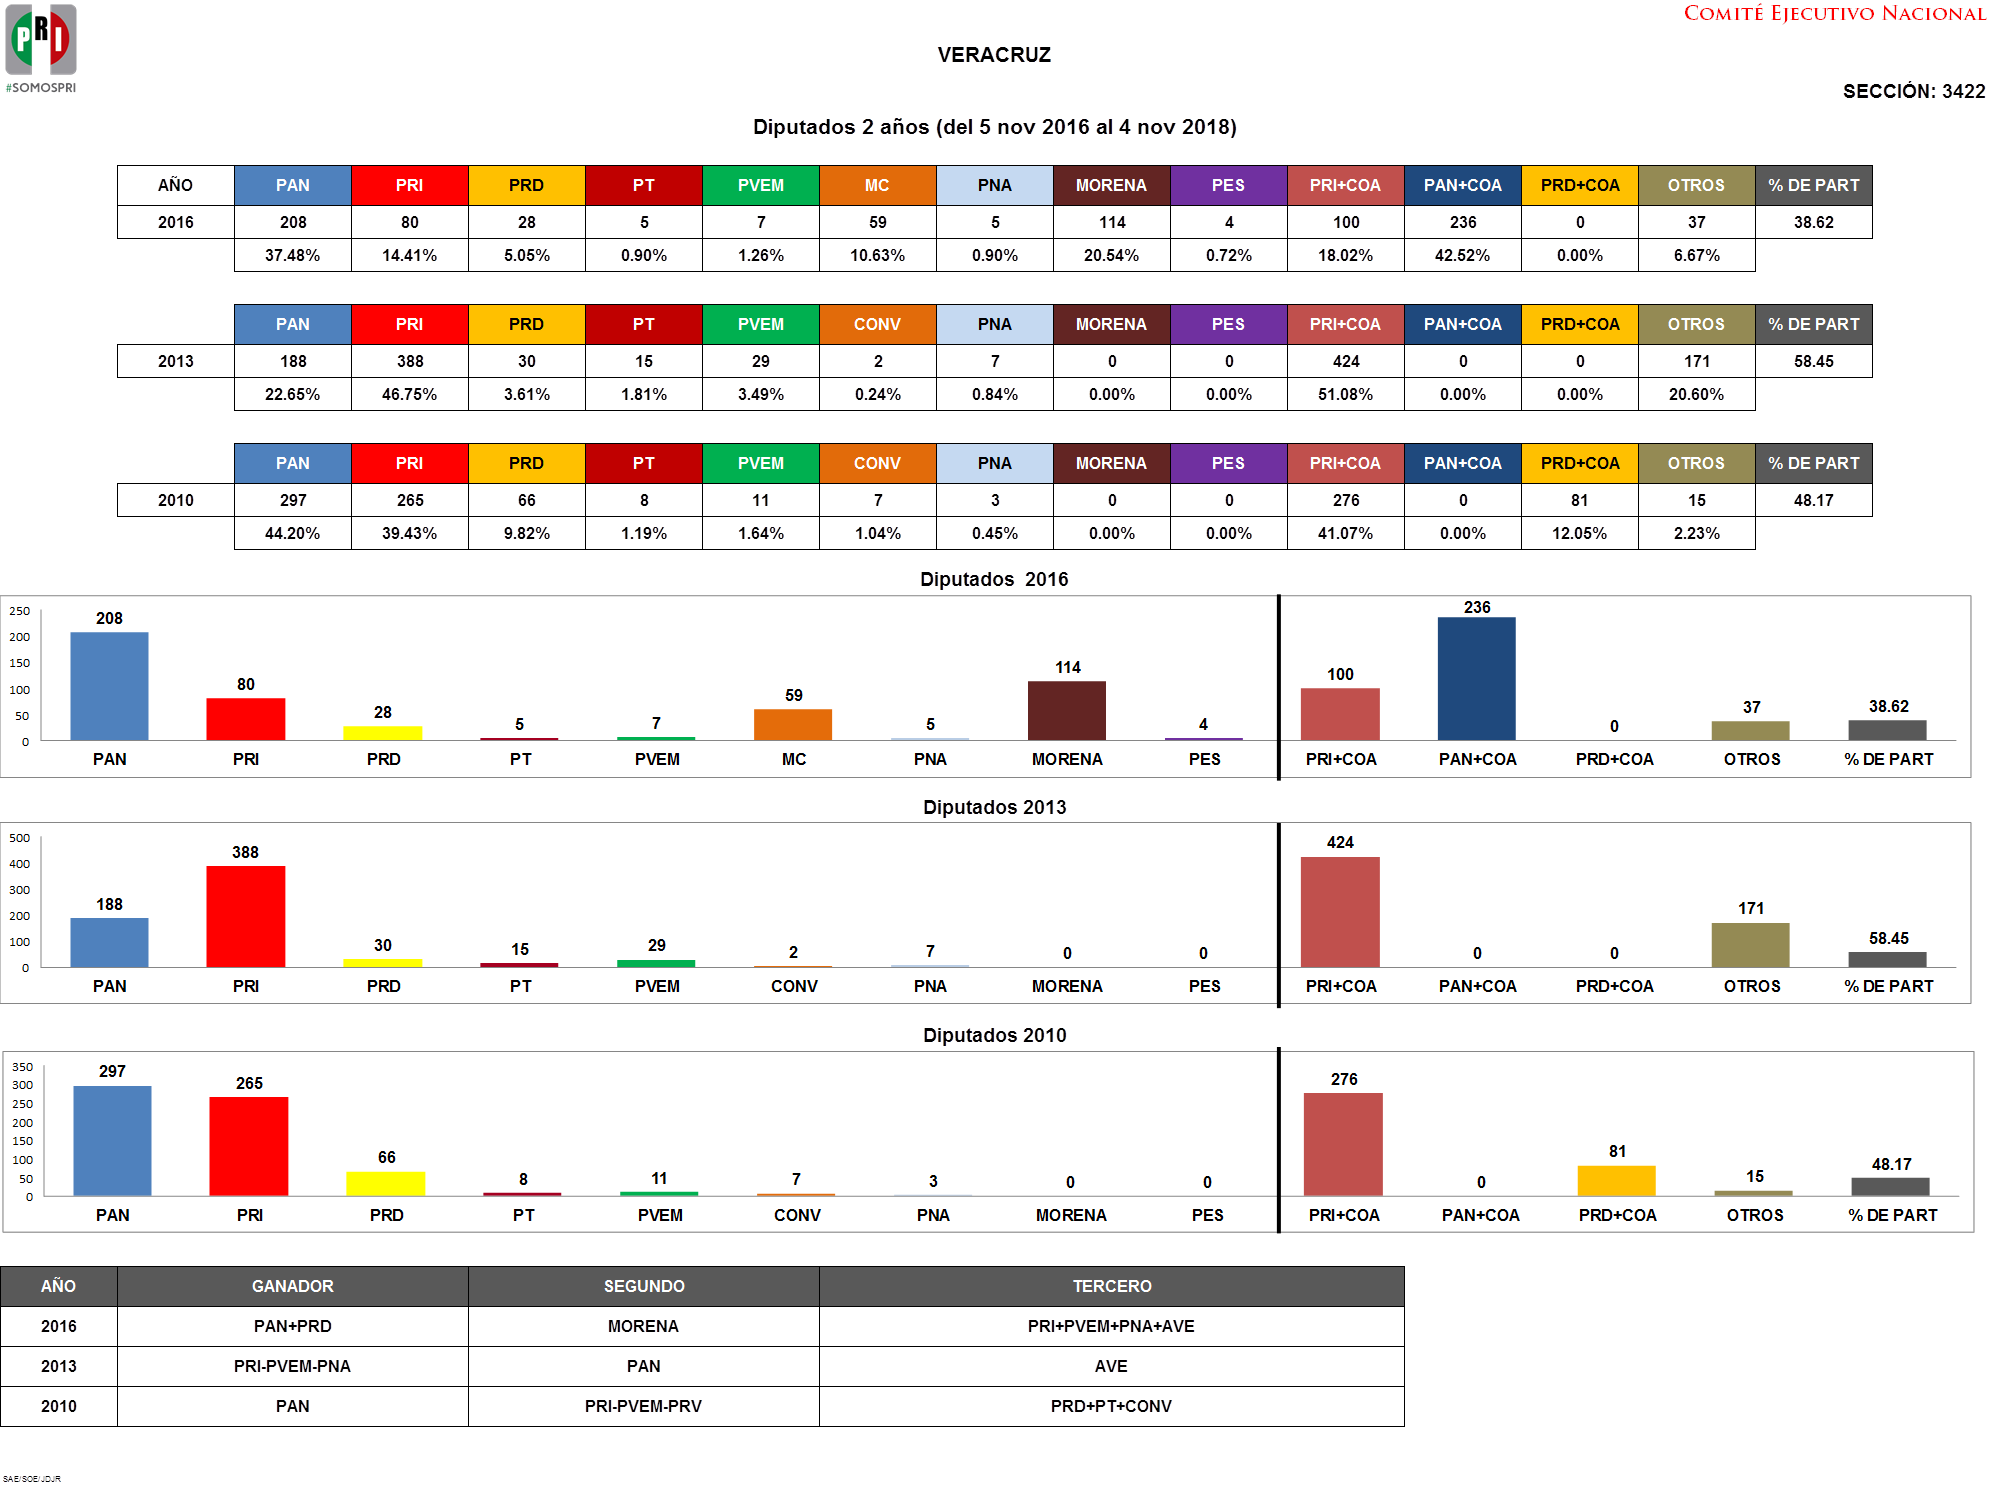 COMITÉ EJECUTIVO NACIONAL
PRI
#SOMOSPRI
VERACRUZ
SECCIÓN: 3422
Diputados 2 años (del 5 nov 2016 al 4 nov 2018)
AÑO PAN PRI PRD PT PVEM MC PNA MORENA PES PRI+COA PAN+COA PRD+COA OTROS % DE PART
2016 208 80 28 5 7 59 5 114 4 100 236 0 37 38.62
37.48% 14.41% 5.05% 0.90% 1.26% 10.63% 0.90% 20.54% 0.72% 18.02% 42.52% 0.00% 6.67%
PAN PRI PRD PT PVEM CONV PNA MORENA PES PRI+COA PAN+COA PRD+COA OTROS % DE PART
2013 188 388 30 15 29 2 7 0 0 424 0 0 171 58.45
22.65% 46.75% 3.61% 1.81% 3.49% 0.24% 0.84% 0.00% 0.00% 51.08% 0.00% 0.00% 20.60%
PAN PRI PRD PT PVEM CONV PNA MORENA PES PRI+COA PAN+COA PRD+COA OTROS % DE PART
2010 297 265 66 8 11 7 3 0 0 276 0 81 15 48.17
44.20% 39.43% 9.82% 1.19% 1.64% 1.04% 0.45% 0.00% 0.00% 41.07% 0.00% 12.05% 2.23%
Diputados 2016
250
200
150
100
50
0
208 80 28 5 7 59 5 114 4 100 236 0 37 38.62
PAN PRI PRD PT PVEM MC PNA MORENA PES PRI+COA PAN+COA PRD+COA OTROS % DE PART
Diputados 2013
500
400
300
200
100
0
188 388 30 15 29 2 7 0 0 424 0 0 171 58.45
PAN PRI PRD PT PVEM CONV PNA MORENA PES PRI+COA PAN+COA PRD+COA OTROS % DE PART
Diputados 2010
350
300
250
200
150
100
50
0
297 265 66 8 11 7 3 0 0 276 0 81 15 48.17
PAN PRI PRD PT PVEM CONV PNA MORENA PES PRI+COA PAN+COA PRD+COA OTROS % DE PART
AÑO GANADOR SEGUNDO TERCERO
2016 PAN+PRD MORENA PRI+PVEM+PNA+AVE
2013 PRI-PVEM-PNA PAN AVE
2010 PAN PRI-PVEM-PRV PRD+PT+CONV
SAE/SOE/JDJR